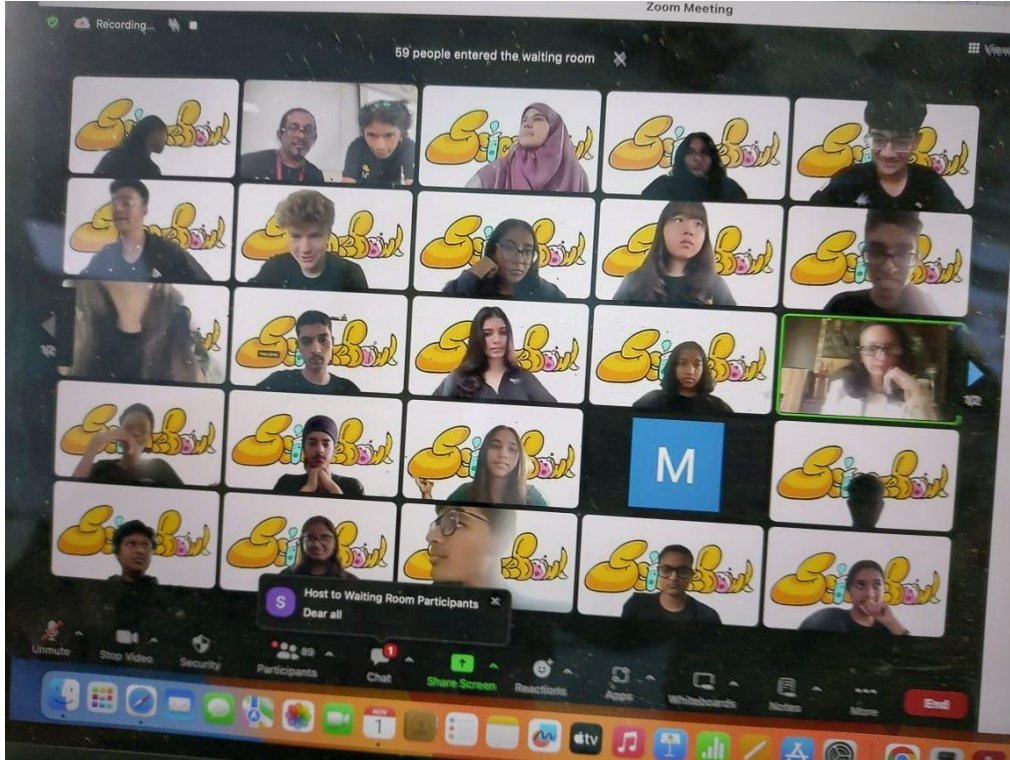 Zoom Meeting
Recording...
View
59 people entered the waiting room
M
S
Host to Waiting Room Participants
Dear all
Unmute
Stop Video
Security
89
Participants
1
Chat
Share Screen
Reactions
Apps
Whiteboards
Notes
More
End
NOV
1
tv